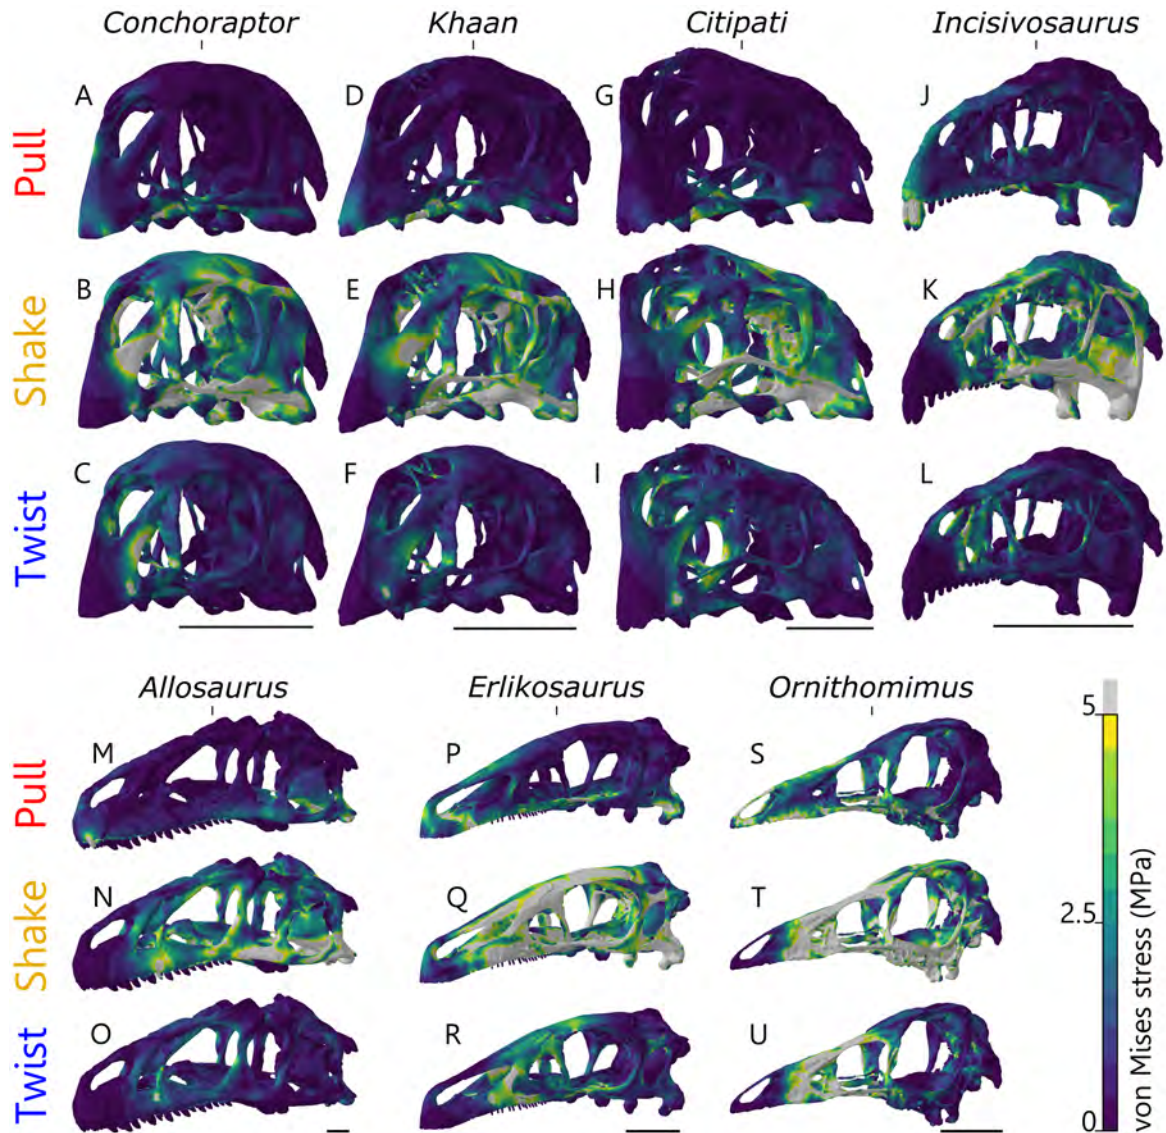 Conchoraptor Khaan Citipati Incisivosaurus
A D G J
Pull
B E H K
Shake
C F I L
Twist
Allosaurus Erlikosaurus Ornithomimus
M P S
Pull
N Q T
Shake
O R U
Twist
5
2.5
0
von Mises stress (MPa)